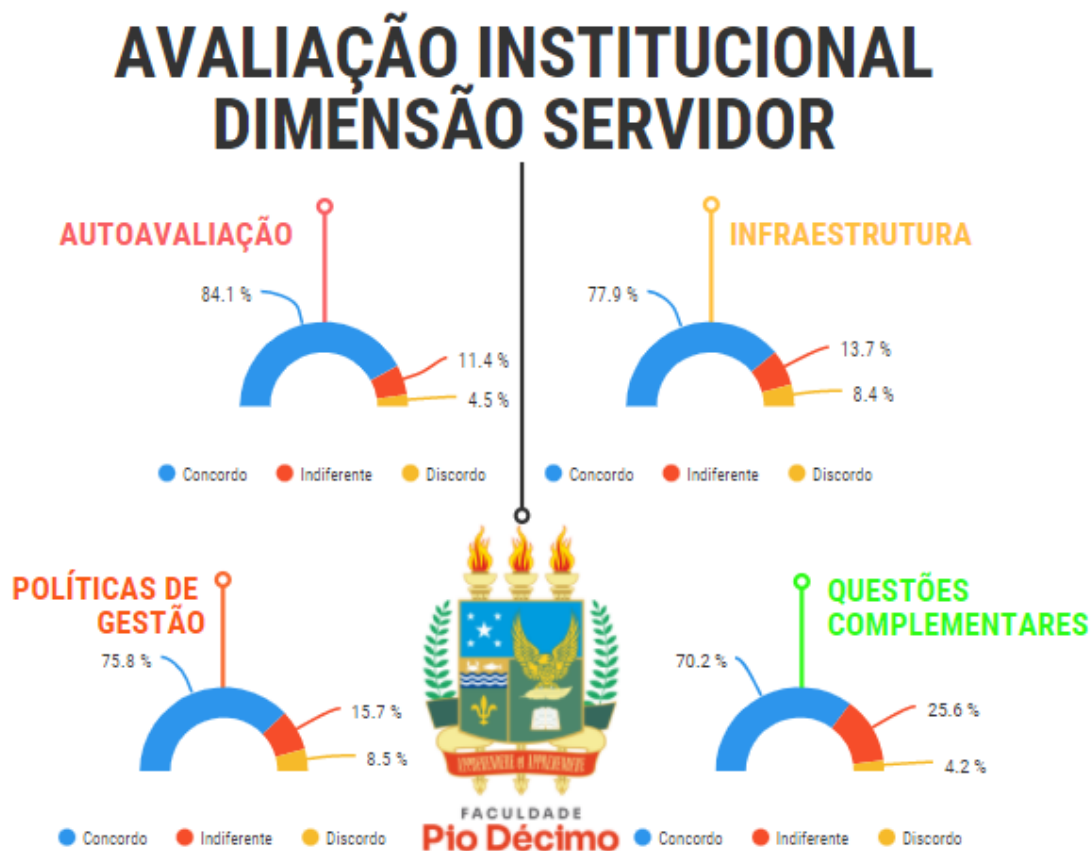 AVALIAÇÃO INSTITUCIONAL
DIMENSÃO SERVIDOR
AUTOAVALIAÇÃO
84.1 %
11.4 %
4.5 %
Concordo Indiferente Discordo
INFRAESTRUTURA
77.9 %
13.7 %
8.4 %
Concordo Indiferente Discordo
POLÍTICAS DE
GESTÃO
75.8 %
15.7 %
8.5 %
Concordo Indiferente Discordo
FACULDADE
Pio Décimo
QUESTÕES
COMPLEMENTARES
70.2 %
25.6 %
4.2 %
Concordo Indiferente Discordo